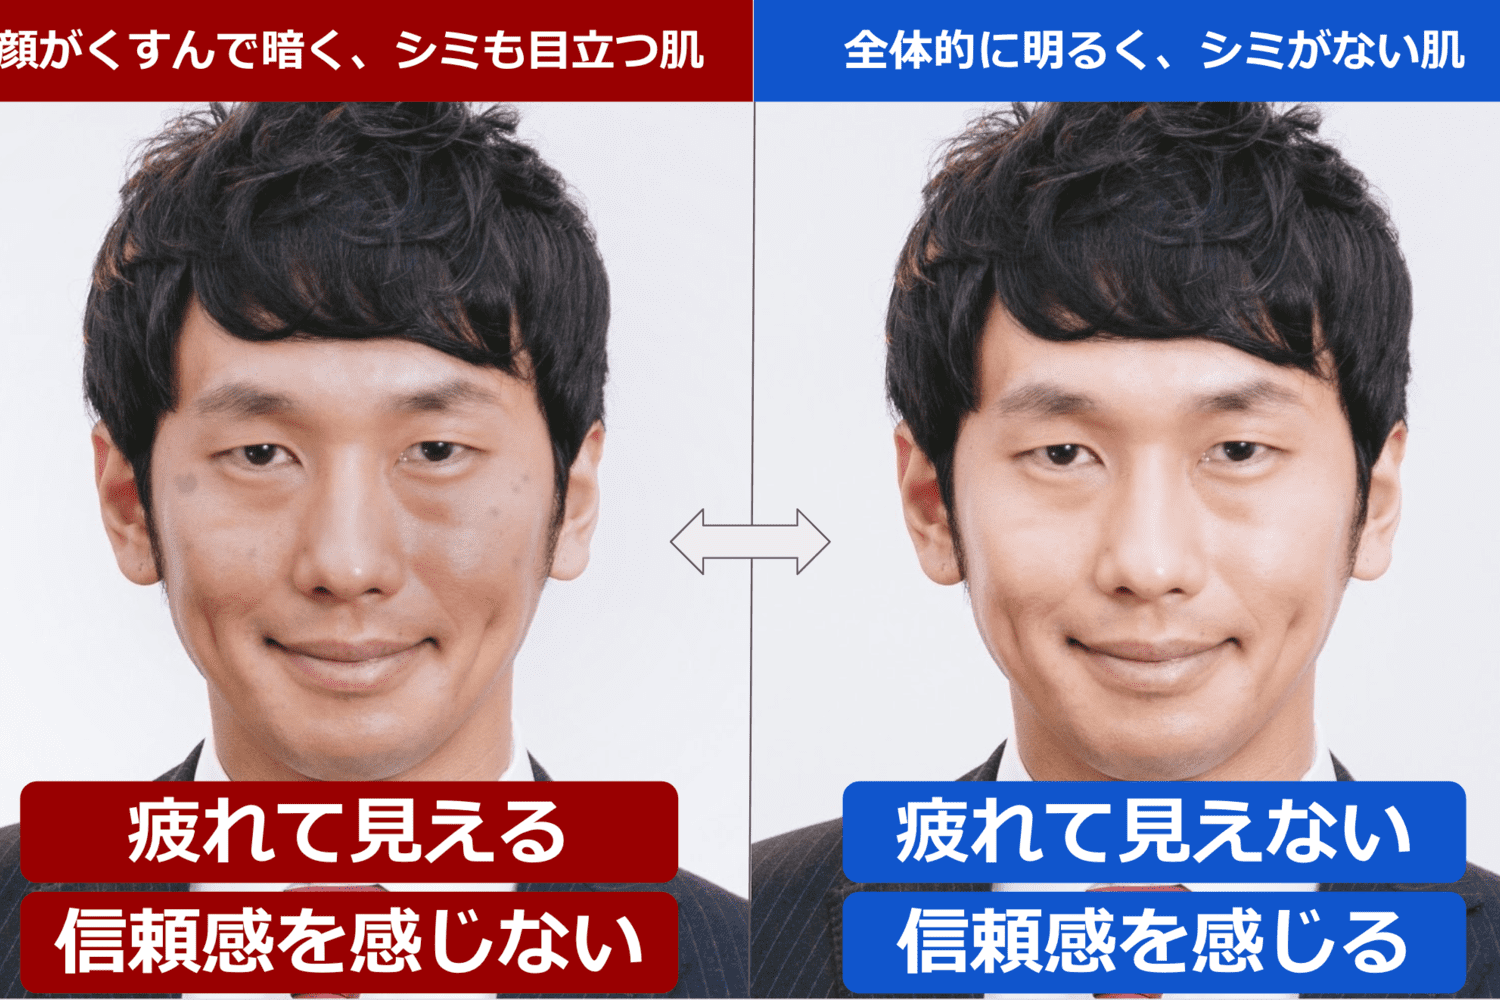 顔がくすんで暗く、シミも目立つ肌
全体的に明るく、シミがない肌
疲れて見える
信頼感を感じない
疲れて見えない
信頼感を感じる